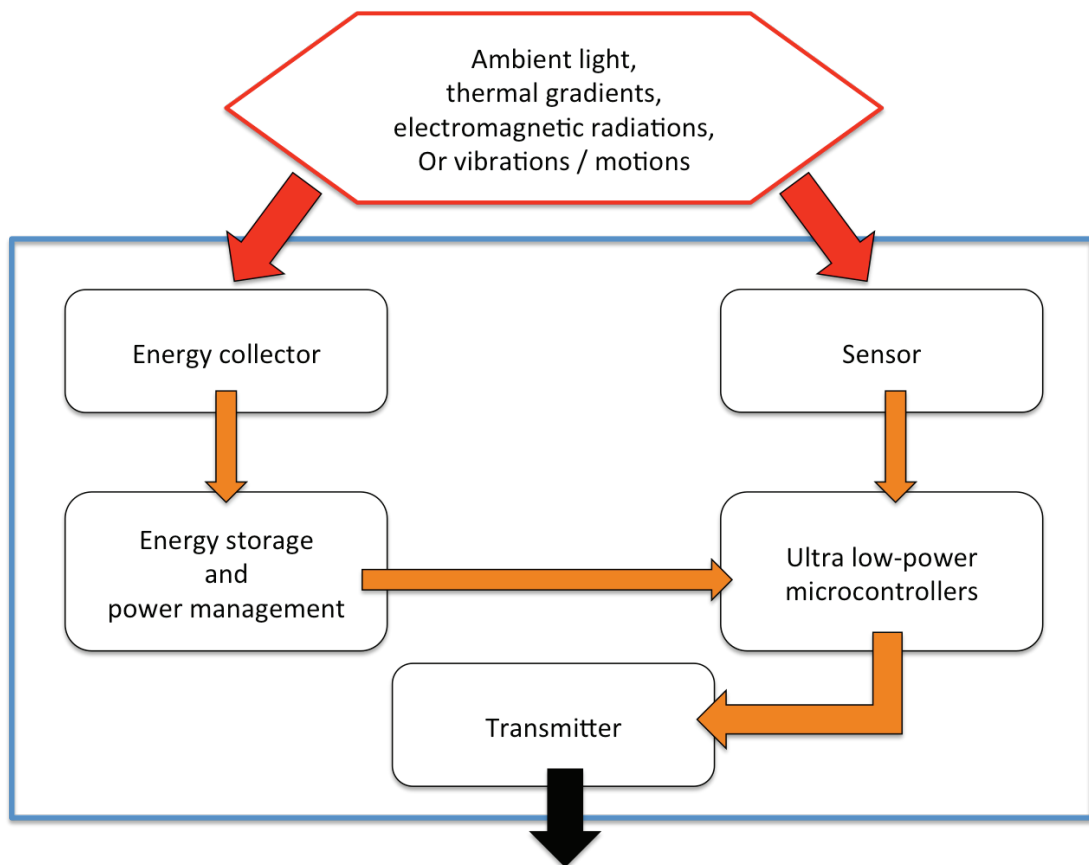 Ambient light,
thermal gradients,
electromagnetic radiations,
Or vibrations / motions
Energy collector
Sensor
Energy storage
and
power management
Ultra low-power
microcontrollers
Transmitter